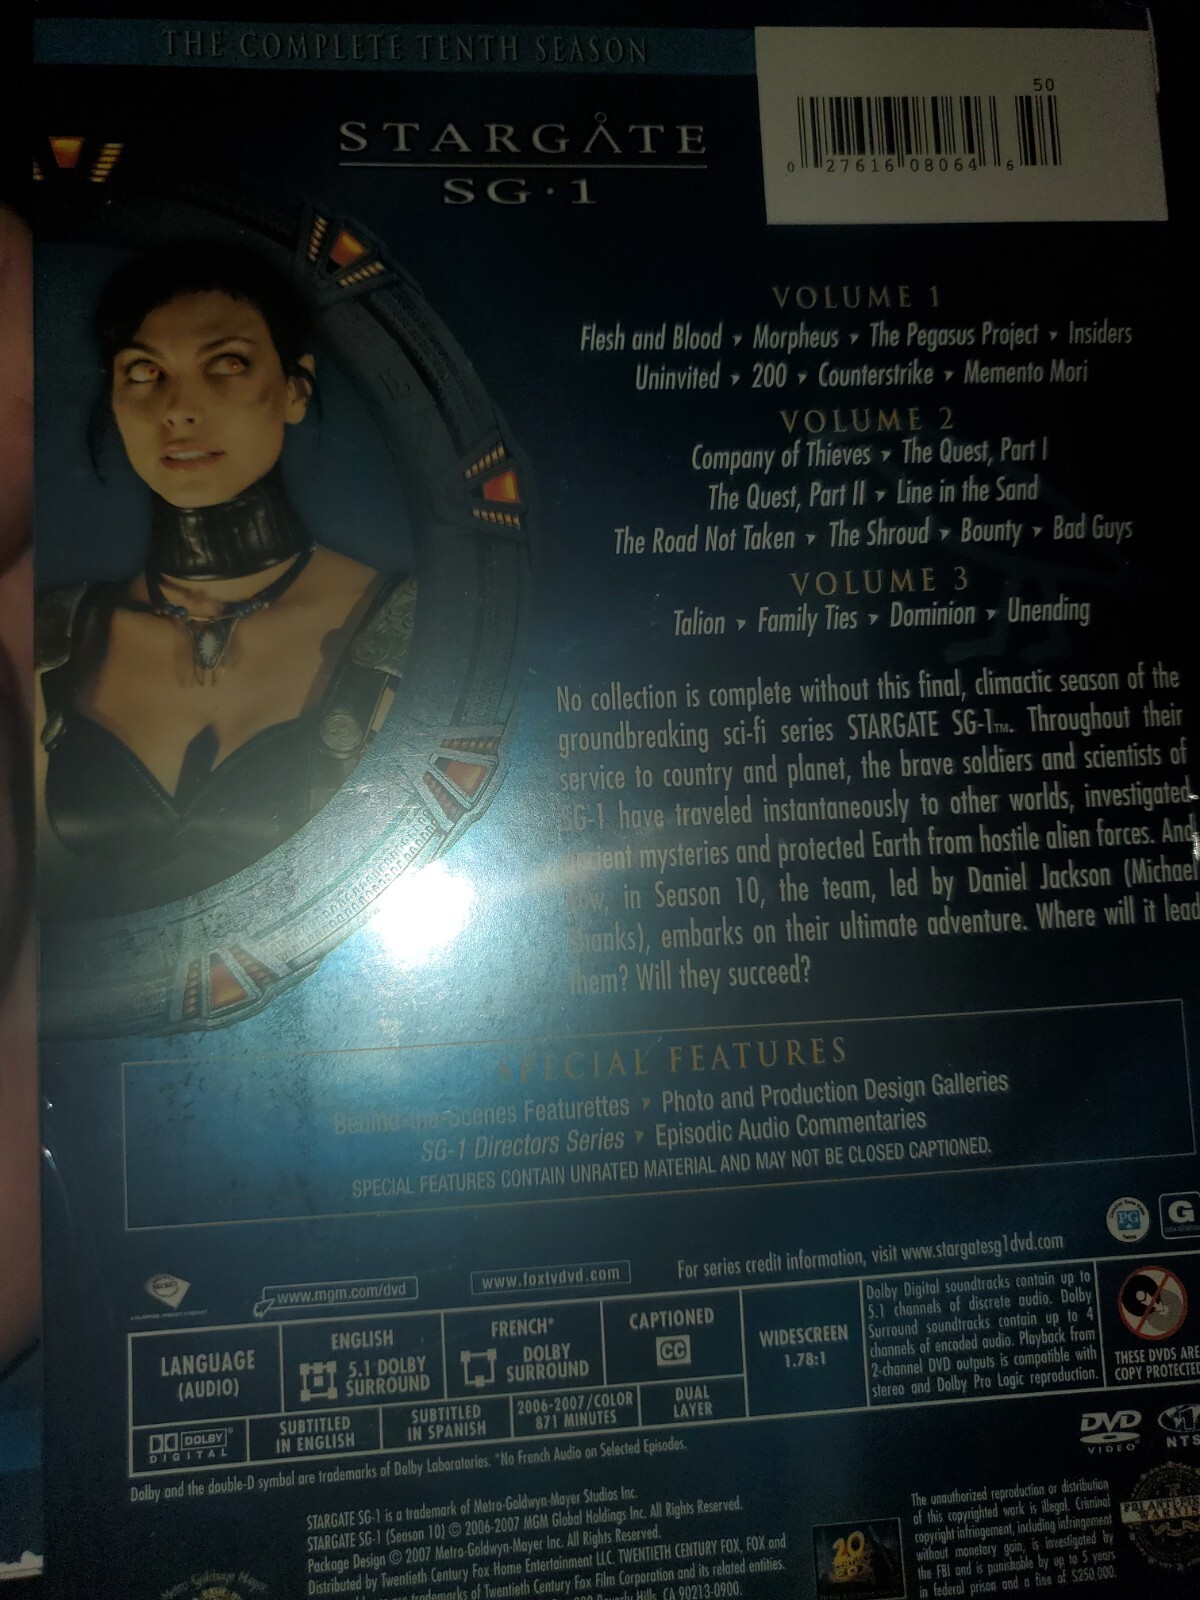 THE COMPLETE TENTH SEASON
50
0 27616 08064 6
STARGATE
SG·1
VOLUME 1
Flesh and Blood ▾ Morpheus ▾ The Pegasus Project ▾ Insiders
Uninvited ▾ 200 ▾ Counterstrike ▾ Memento Mori
VOLUME 2
Company of Thieves ▾ The Quest, Part I
The Quest, Part II ▾ Line in the Sand
The Road Not Taken ▾ The Shroud ▾ Bounty ▾ Bad Guys
VOLUME 3
Talion ▾ Family Ties ▾ Dominion ▾ Unending
No collection is complete without this final, climactic season of the
groundbreaking sci-fi series STARGATE SG-1™. Throughout their
service to country and planet, the brave soldiers and scientists of
SG-1 have traveled instantaneously to other worlds, investigated
ancient mysteries and protected Earth from hostile alien forces. And
now, in Season 10, the team, led by Daniel Jackson (Michael
Shanks), embarks on their ultimate adventure. Where will it lead
them? Will they succeed?
SPECIAL FEATURES
Behind-the-Scenes Featurettes ▾ Photo and Production Design Galleries
SG-1 Directors Series ▾ Episodic Audio Commentaries
SPECIAL FEATURES CONTAIN UNRATED MATERIAL AND MAY NOT BE CLOSED CAPTIONED.
PG
G
www.mgm.com/dvd
www.foxtvdvd.com
For series credit information, visit www.stargatesg1dvd.com
LANGUAGE
(AUDIO)
ENGLISH
5.1 DOLBY
SURROUND
FRENCH*
DOLBY
SURROUND
CAPTIONED
CC
WIDESCREEN
1.78:1
Dolby Digital soundtracks contain up to
5.1 channels of discrete audio. Dolby
Surround soundtracks contain up to 4
channels of encoded audio. Playback from
2-channel DVD outputs is compatible with
stereo and Dolby Pro Logic reproduction.
THESE DVDS ARE
COPY PROTECTED
DOLBY
DIGITAL
SUBTITLED
IN ENGLISH
SUBTITLED
IN SPANISH
2006-2007/COLOR
871 MINUTES
DUAL
LAYER
DVD
VIDEO
NTS
Dolby and the double-D symbol are trademarks of Dolby Laboratories. *No French Audio on Selected Episodes.
STARGATE SG-1 is a trademark of Metro-Goldwyn-Mayer Studios Inc.
STARGATE SG-1 (Season 10) © 2006-2007 MGM Global Holdings Inc. All Rights Reserved.
Package Design © 2007 Metro-Goldwyn-Mayer Inc. All Rights Reserved.
Distributed by Twentieth Century Fox Home Entertainment LLC. TWENTIETH CENTURY FOX, FOX and
trademarks of Twentieth Century Fox Film Corporation and its related entities.
Hills, CA 90213-0900.
20
The unauthorized reproduction or distribution
of this copyrighted work is illegal. Criminal
copyright infringement, including infringement
without monetary gain, is investigated by
the FBI and is punishable by up to 5 years
in federal prison and a fine of $250,000.
WARNING